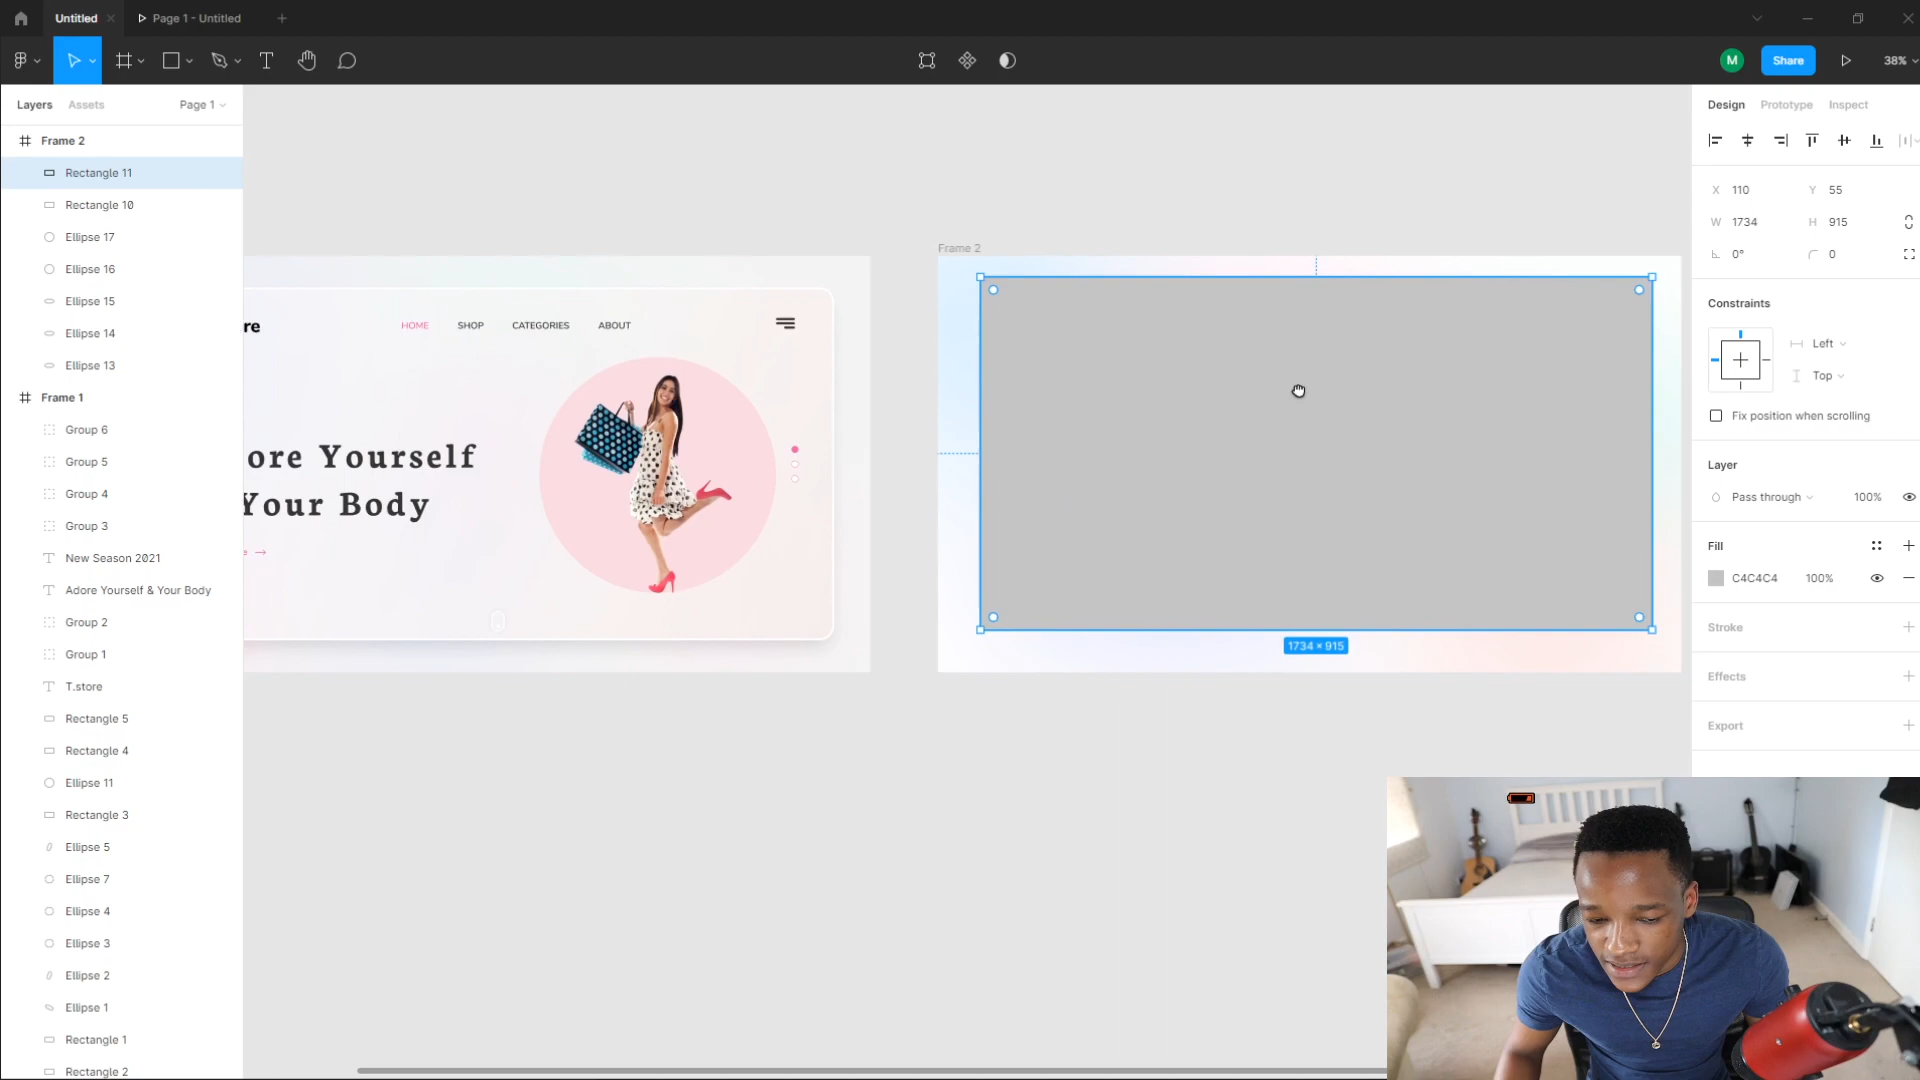 Untitled
Page 1 - Untitled
M
Share
38%
Layers
Assets
Page 1
Frame 2
Rectangle 11
Rectangle 10
Ellipse 17
Ellipse 16
Ellipse 15
Ellipse 14
Ellipse 13
Frame 1
Group 6
Group 5
Group 4
Group 3
New Season 2021
Adore Yourself & Your Body
Group 2
Group 1
T.store
Rectangle 5
Rectangle 4
Ellipse 11
Rectangle 3
Ellipse 5
Ellipse 7
Ellipse 4
Ellipse 3
Ellipse 2
Ellipse 1
Rectangle 1
Rectangle 2
re
HOME SHOP CATEGORIES ABOUT
ore Yourself
Your Body
e →
Frame 2
1734 × 915
Design
Prototype
Inspect
X 110 Y 55
W 1734 H 915
0° 0
Constraints
Left
Top
Fix position when scrolling
Layer
Pass through 100%
Fill
C4C4C4 100%
Stroke
Effects
Export